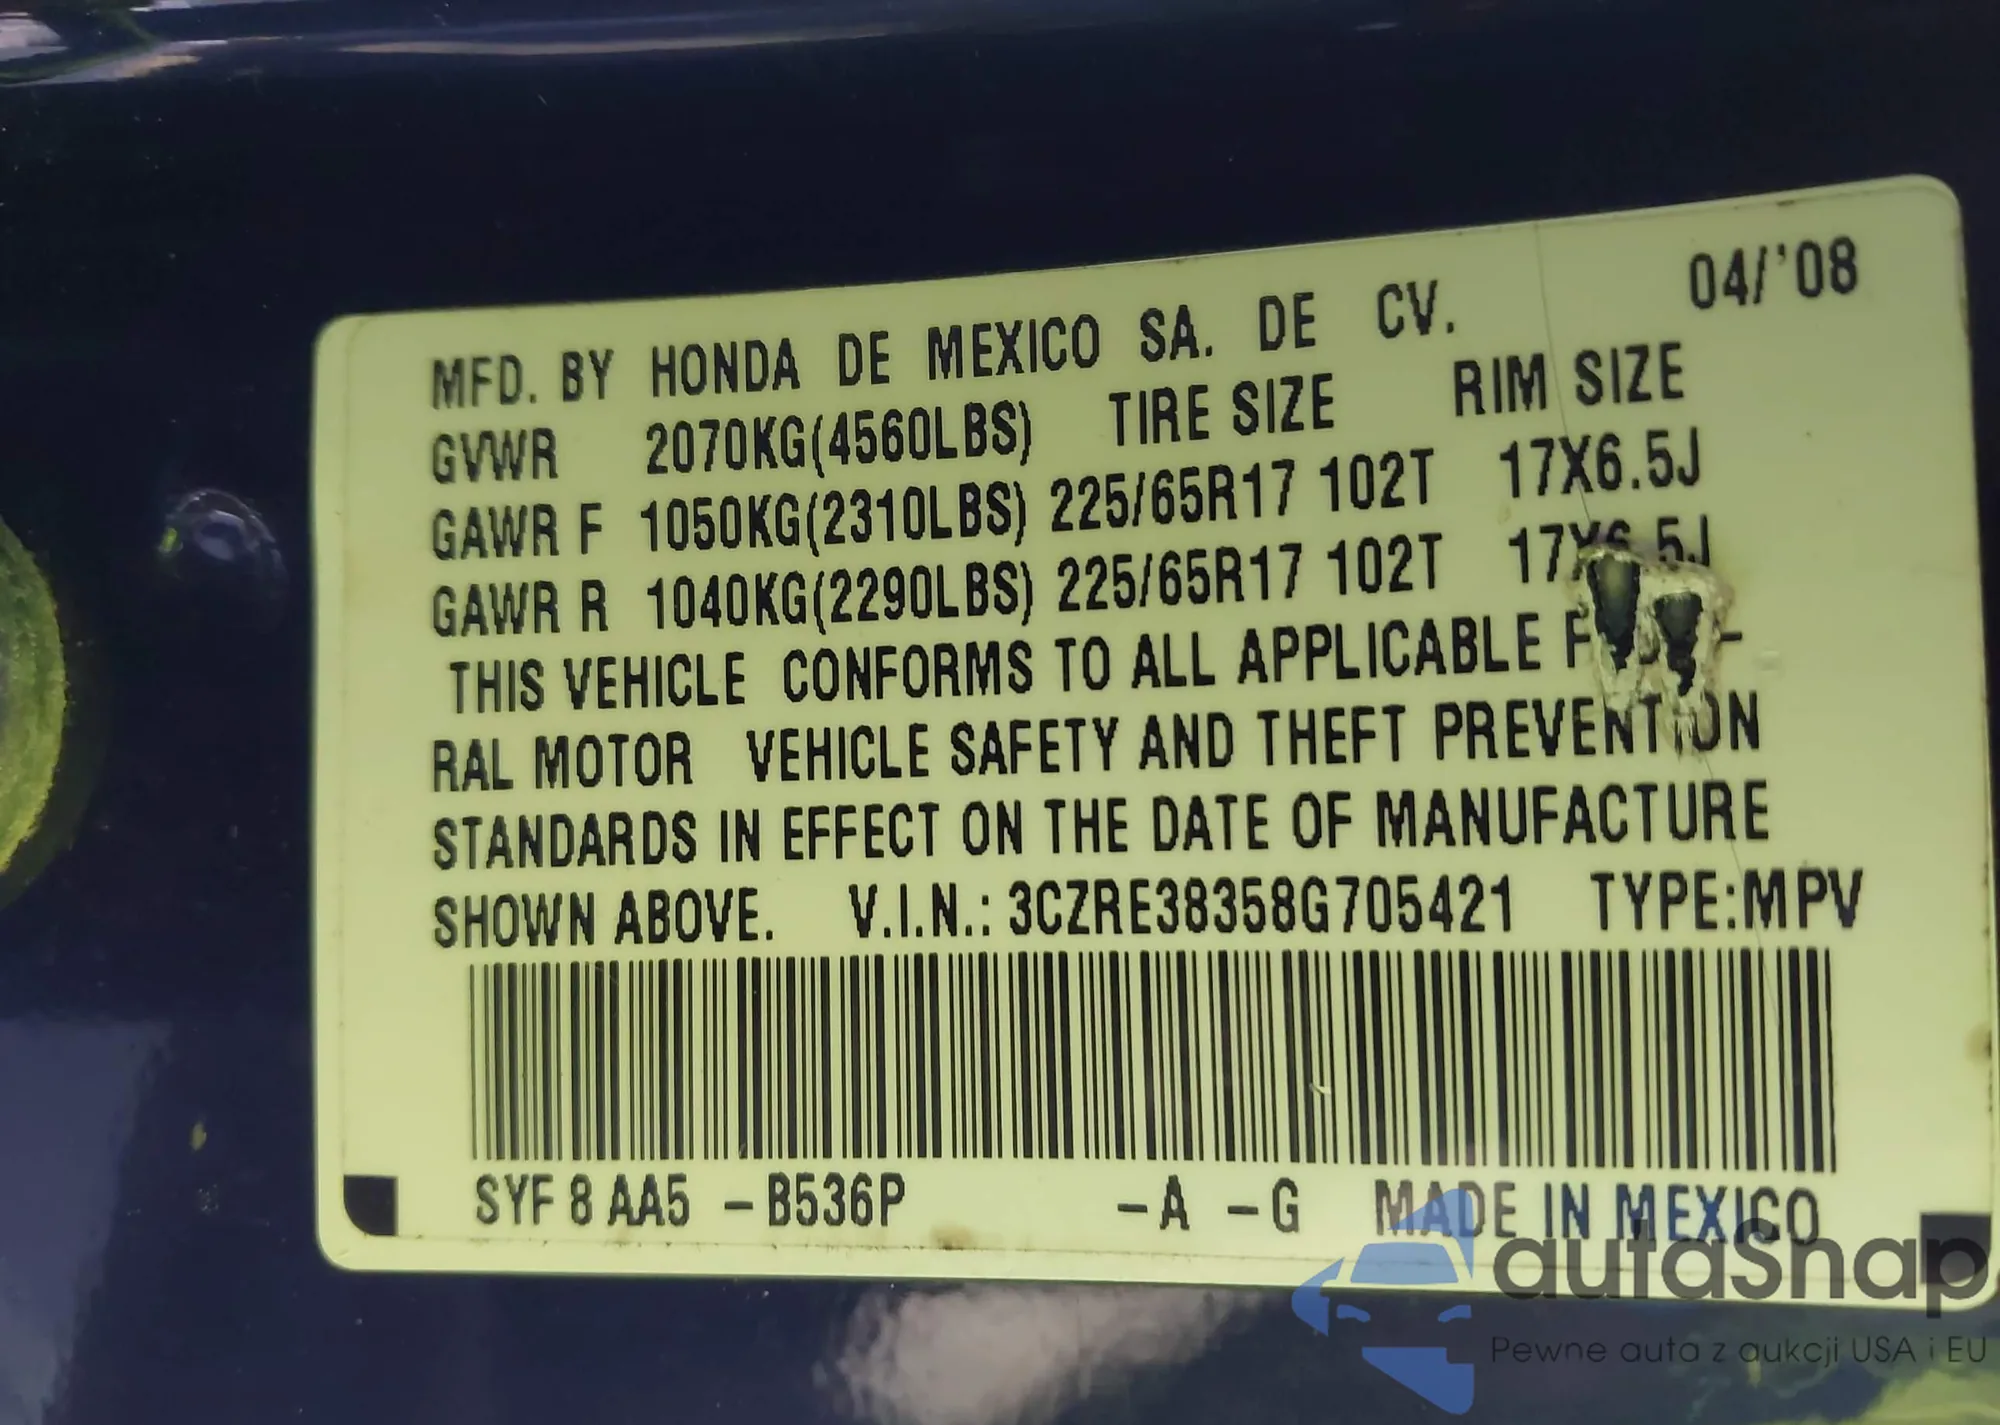 04/'08
MFD. BY HONDA DE MEXICO SA. DE CV.
GVWR 2070KG(4560LBS) TIRE SIZE RIM SIZE
GAWR F 1050KG(2310LBS) 225/65R17 102T 17X6.5J
GAWR R 1040KG(2290LBS) 225/65R17 102T 17X6.5J
THIS VEHICLE CONFORMS TO ALL APPLICABLE
RAL MOTOR VEHICLE SAFETY AND THEFT PREVENTION
STANDARDS IN EFFECT ON THE DATE OF MANUFACTURE
SHOWN ABOVE. V.I.N.: 3CZRE38358G705421 TYPE:MPV
SYF 8 AA5 -B536P -A -G MADE IN MEXICO
autaSnap
Pewne auta z aukcji USA i EU